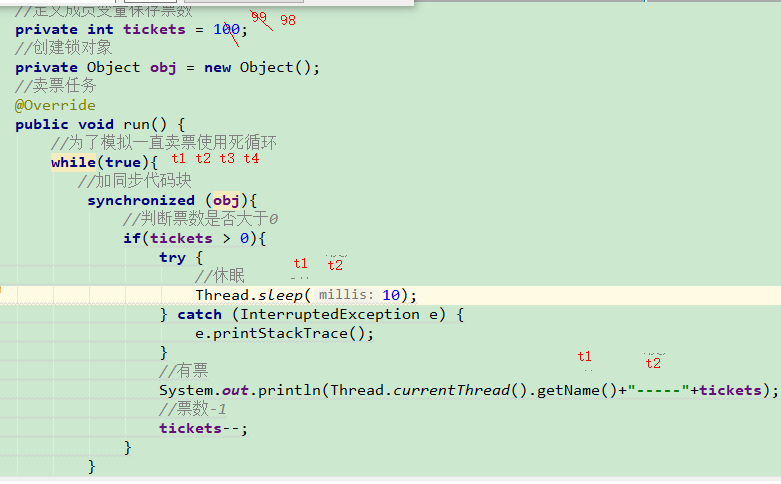 //定义成员变量保存票数
99 98
private int tickets = 100;
//创建锁对象
private Object obj = new Object();
//卖票任务
@Override
public void run() {
//为了模拟一直卖票使用死循环
while(true){ t1 t2 t3 t4
//加同步代码块
synchronized (obj){
//判断票数是否大于0
if(tickets > 0){
try { t1 t2
//休眠
Thread.sleep( millis: 10);
} catch (InterruptedException e) {
e.printStackTrace();
}
//有票 t1 t2
System.out.println(Thread.currentThread().getName()+"-----"+tickets);
//票数-1
tickets--;
}
}